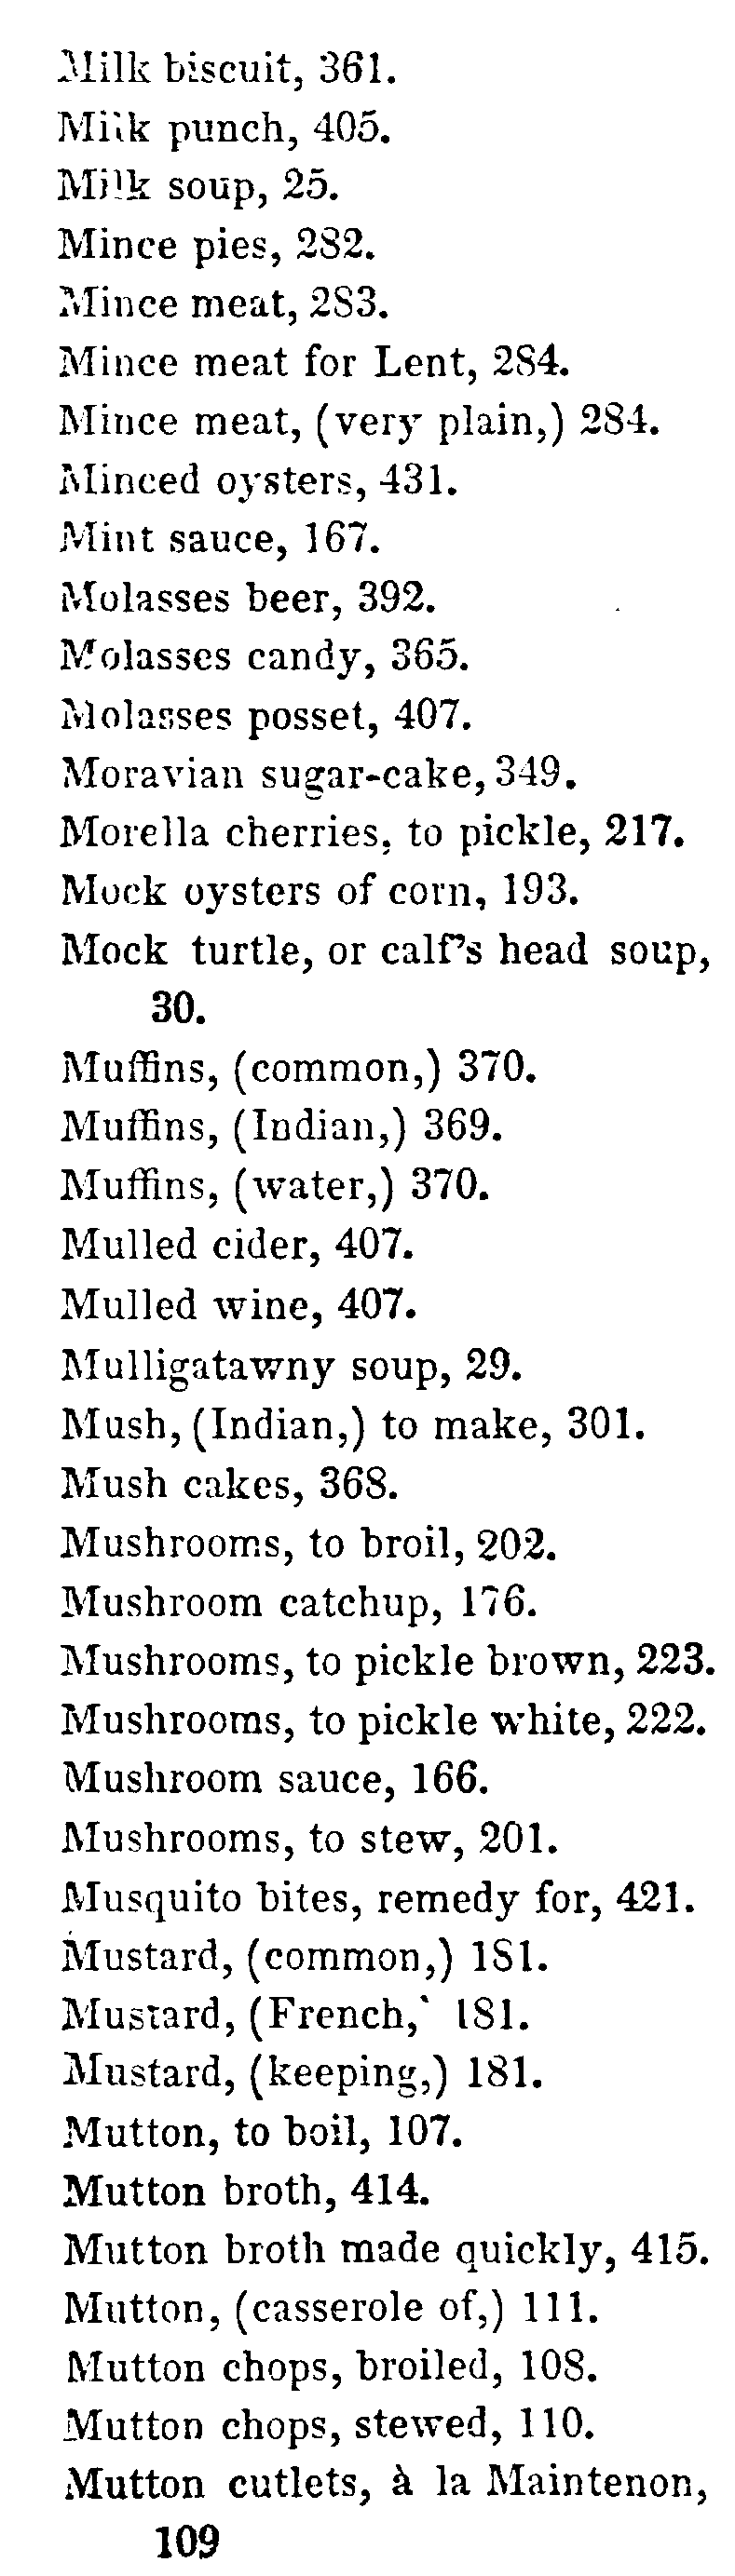 Milk biscuit, 361.
Milk punch, 405.
Milk soup, 25.
Mince pies, 282.
Mince meat, 283.
Mince meat for Lent, 284.
Mince meat, (very plain,) 284.
Minced oysters, 431.
Mint sauce, 167.
Molasses beer, 392.
Molasses candy, 365.
Molasses posset, 407.
Moravian sugar-cake, 349.
Morella cherries, to pickle, 217.
Mock oysters of corn, 193.
Mock turtle, or calf's head soup,
30.
Muffins, (common,) 370.
Muffins, (Indian,) 369.
Muffins, (water,) 370.
Mulled cider, 407.
Mulled wine, 407.
Mulligatawny soup, 29.
Mush, (Indian,) to make, 301.
Mush cakes, 368.
Mushrooms, to broil, 202.
Mushroom catchup, 176.
Mushrooms, to pickle brown, 223.
Mushrooms, to pickle white, 222.
Mushroom sauce, 166.
Mushrooms, to stew, 201.
Musquito bites, remedy for, 421.
Mustard, (common,) 181.
Mustard, (French,) 181.
Mustard, (keeping,) 181.
Mutton, to boil, 107.
Mutton broth, 414.
Mutton broth made quickly, 415.
Mutton, (casserole of,) 111.
Mutton chops, broiled, 108.
Mutton chops, stewed, 110.
Mutton cutlets, à la Maintenon,
109